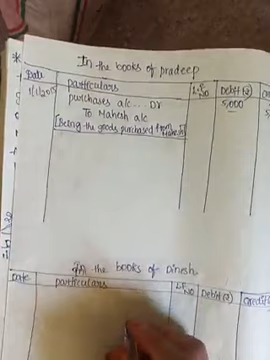 In the books of pradeep
Date particulars L.F NO Debit (₹)
1/1/2015 purchases a/c... Dr 5,000
To Mahesh a/c
[Being the goods purchased from Mahesh]
In the books of Dinesh
Date particulars L.F NO Debit (₹) Credit